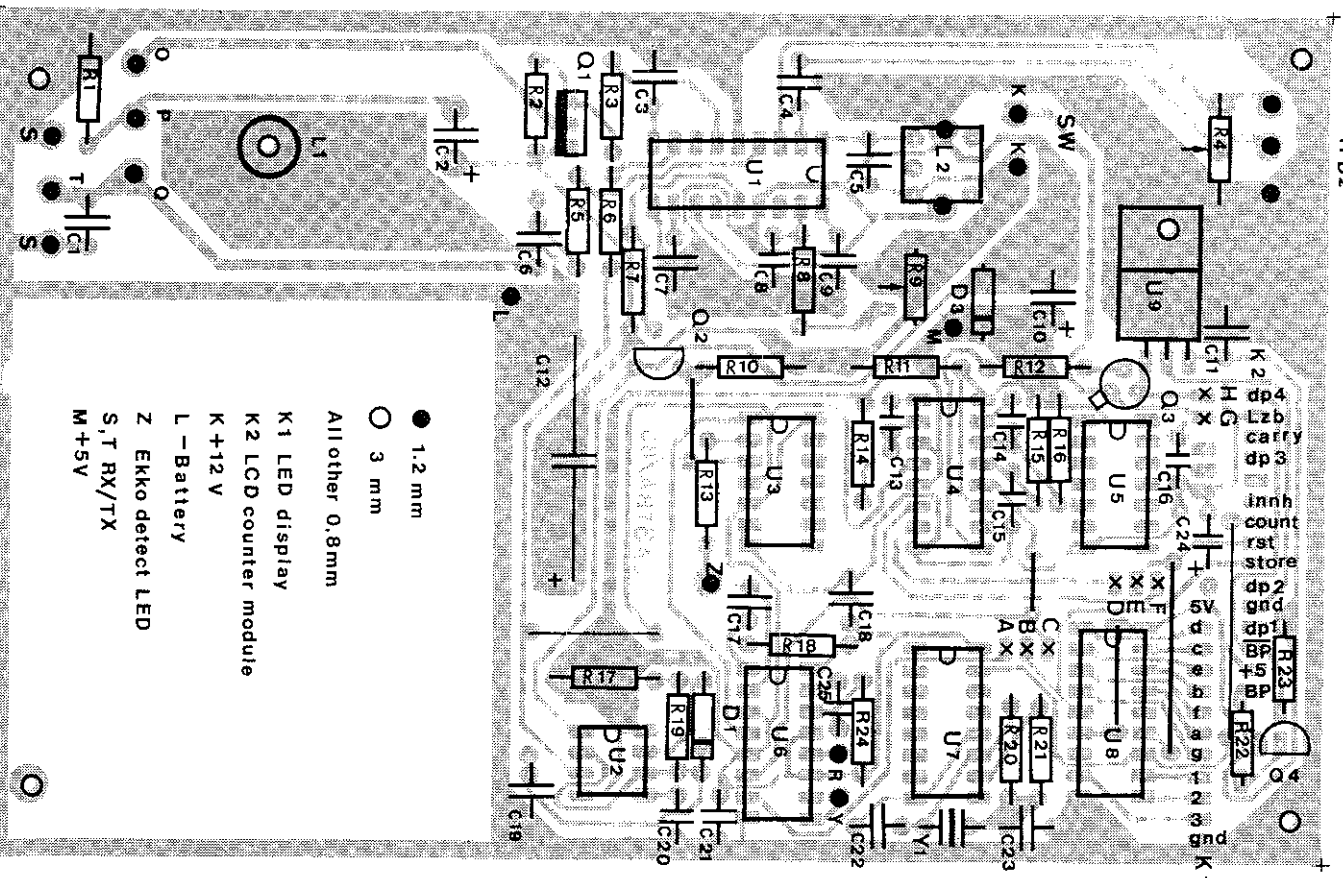 R1
O
P
O
S
T
S
C1
L1
C2
+
R2
Q1
R3
C3
C4
R5
R6
C6
R7
C7
U1
C5
L2
K
K
SW
R4
C8
R8
C9
R9
D3
C10
+
M
U9
C11
L
Q2
R10
R11
R12
Q3
C12
+
R13
Z
U3
R14
C13
U4
C14
R15
R16
C15
U5
C16
C24
+
K2
H
G
dp4
Lzb
carry
dp3
innh
count
rst
store
dp2
gnd
dp1
BP
+5
BP
D
E
F
5V
d
c
e
b
f
a
g
1
2
3
gnd
K
C17
C18
R18
A
B
C
R17
R19
D1
U2
U6
C25
R24
R
Y
U7
R20
R21
U8
R23
R22
Q4
C19
C20
C21
C22
Y1
C23
1.2 mm
3 mm
All other 0,8mm
K1 LED display
K2 LCD counter module
K+12 V
L -Battery
Z Ekko detect LED
S,T RX/TX
M+5V